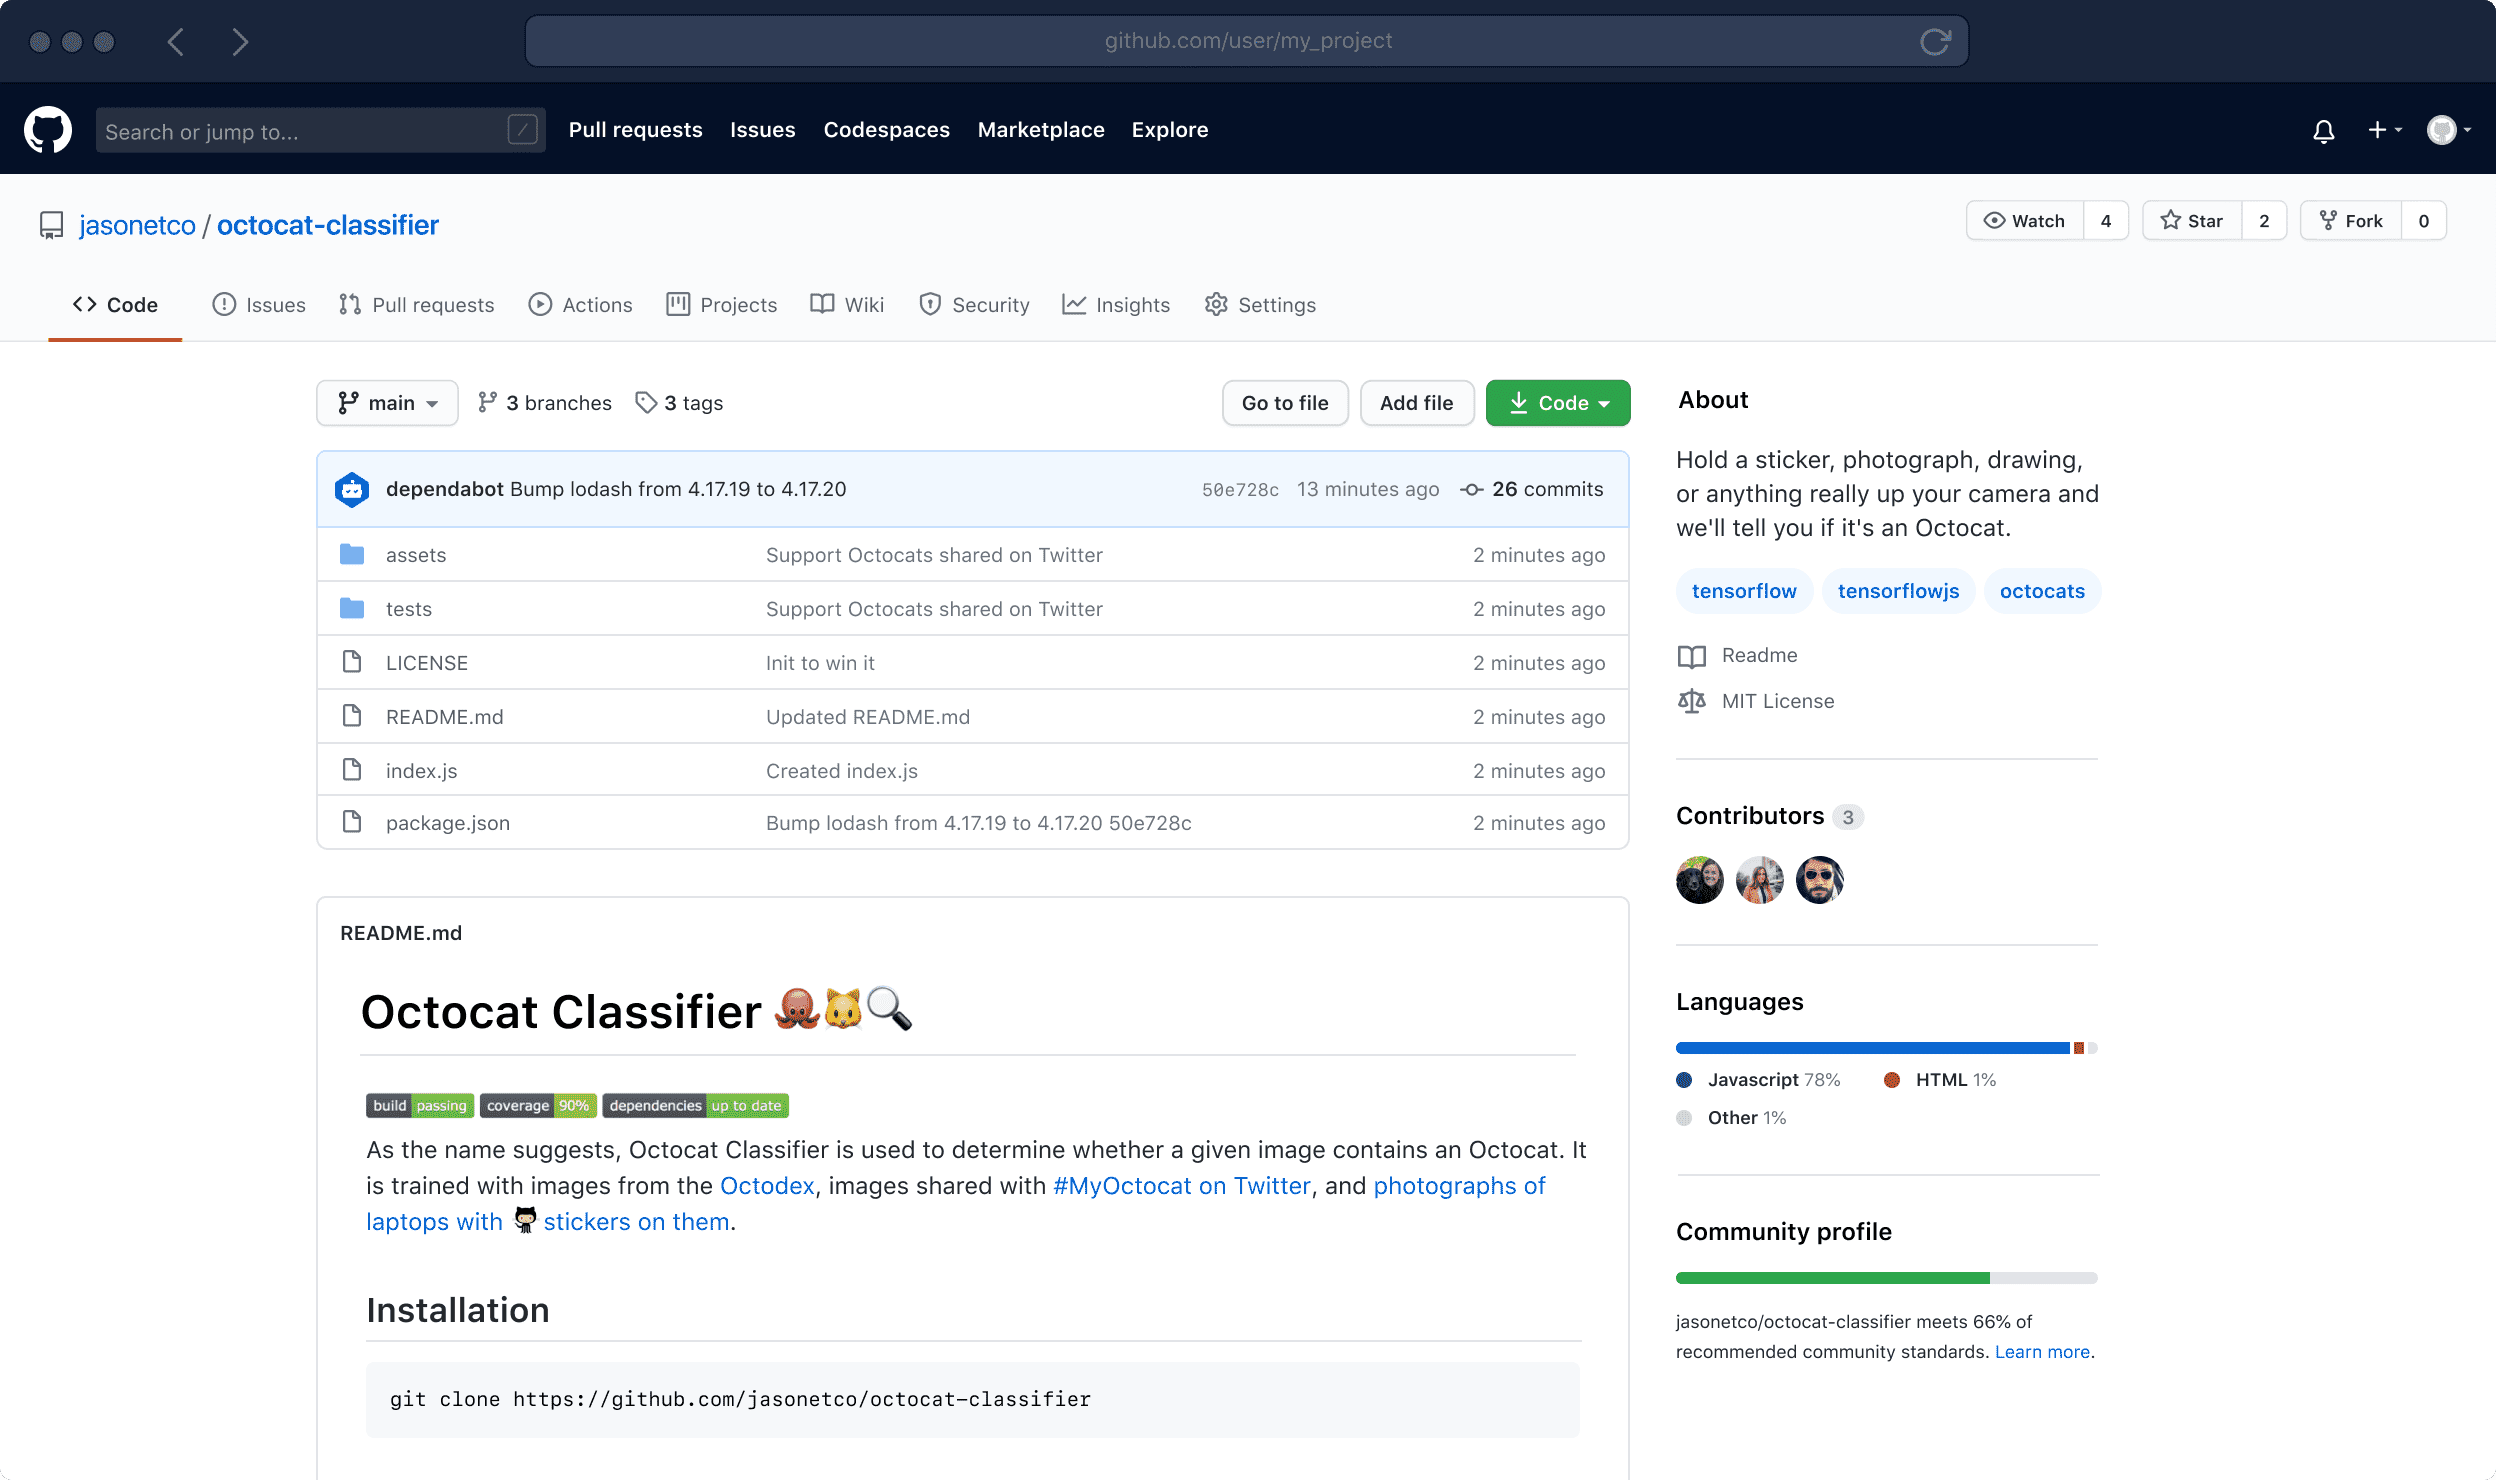 github.com/user/my_project
Search or jump to... /
Pull requests Issues Codespaces Marketplace Explore
jasonetco / octocat-classifier
Watch 4 Star 2 Fork 0
Code Issues Pull requests Actions Projects Wiki Security Insights Settings
main 3 branches 3 tags
Go to file Add file Code
dependabot Bump lodash from 4.17.19 to 4.17.20 50e728c 13 minutes ago 26 commits
assets Support Octocats shared on Twitter 2 minutes ago
tests Support Octocats shared on Twitter 2 minutes ago
LICENSE Init to win it 2 minutes ago
README.md Updated README.md 2 minutes ago
index.js Created index.js 2 minutes ago
package.json Bump lodash from 4.17.19 to 4.17.20 50e728c 2 minutes ago
README.md
Octocat Classifier
build passing coverage 90% dependencies up to date
As the name suggests, Octocat Classifier is used to determine whether a given image contains an Octocat. It
is trained with images from the Octodex, images shared with #MyOctocat on Twitter, and photographs of
laptops with stickers on them.
Installation
git clone https://github.com/jasonetco/octocat-classifier
About
Hold a sticker, photograph, drawing,
or anything really up your camera and
we'll tell you if it's an Octocat.
tensorflow tensorflowjs octocats
Readme
MIT License
Contributors 3
Languages
Javascript 78% HTML 1%
Other 1%
Community profile
jasonetco/octocat-classifier meets 66% of
recommended community standards. Learn more.